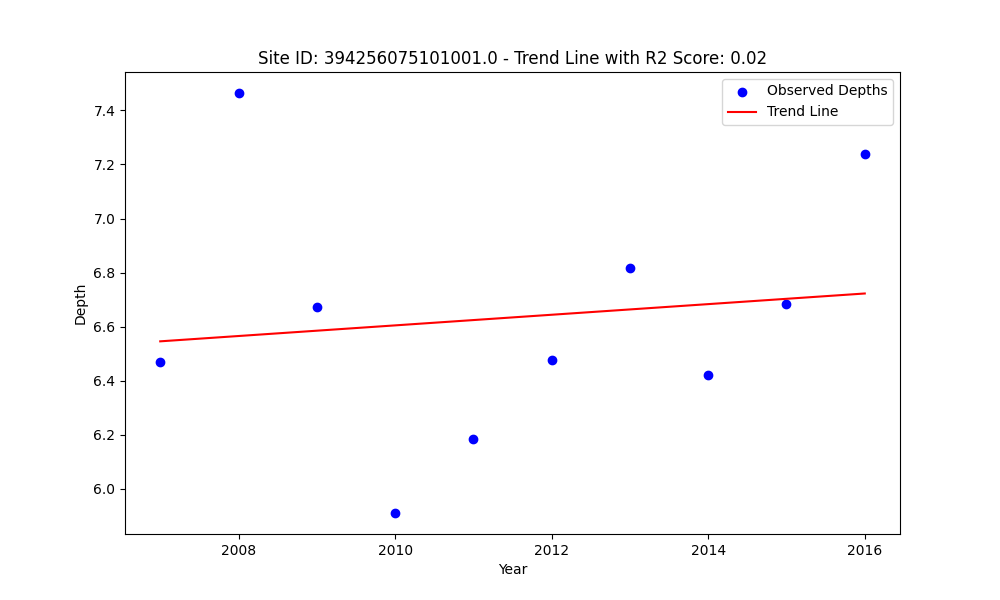 Site ID: 394256075101001.0 - Trend Line with R2 Score: 0.02
Observed Depths
Trend Line
7.4
7.2
7.0
6.8
6.6
6.4
6.2
6.0
Depth
2008
2010
2012
2014
2016
Year